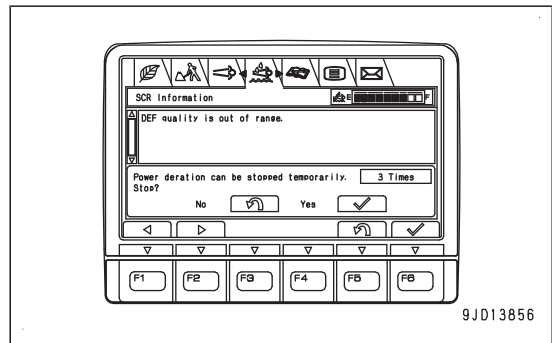 SCR Information
E F
DEF quality is out of range.
Power deration can be stopped temporarily. 3 Times
Stop?
No Yes
F1 F2 F3 F4 F5 F6
9JD13856